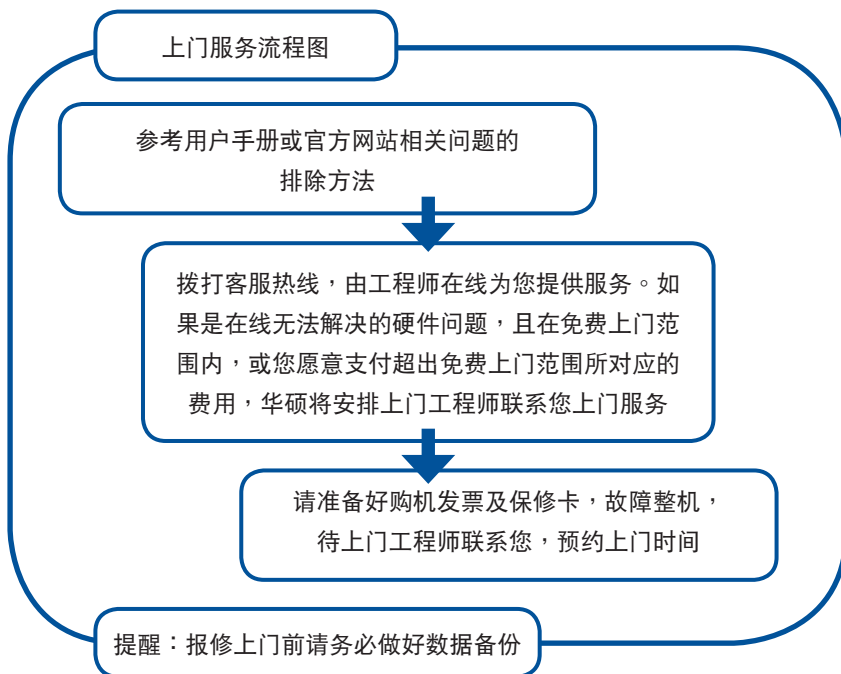 上门服务流程图
参考用户手册或官方网站相关问题的
排除方法
拨打客服热线，由工程师在线为您提供服务。如
果是在线无法解决的硬件问题，且在免费上门范
围内，或您愿意支付超出免费上门范围所对应的
费用，华硕将安排上门工程师联系您上门服务
请准备好购机发票及保修卡，故障整机，
待上门工程师联系您，预约上门时间
提醒：报修上门前请务必做好数据备份